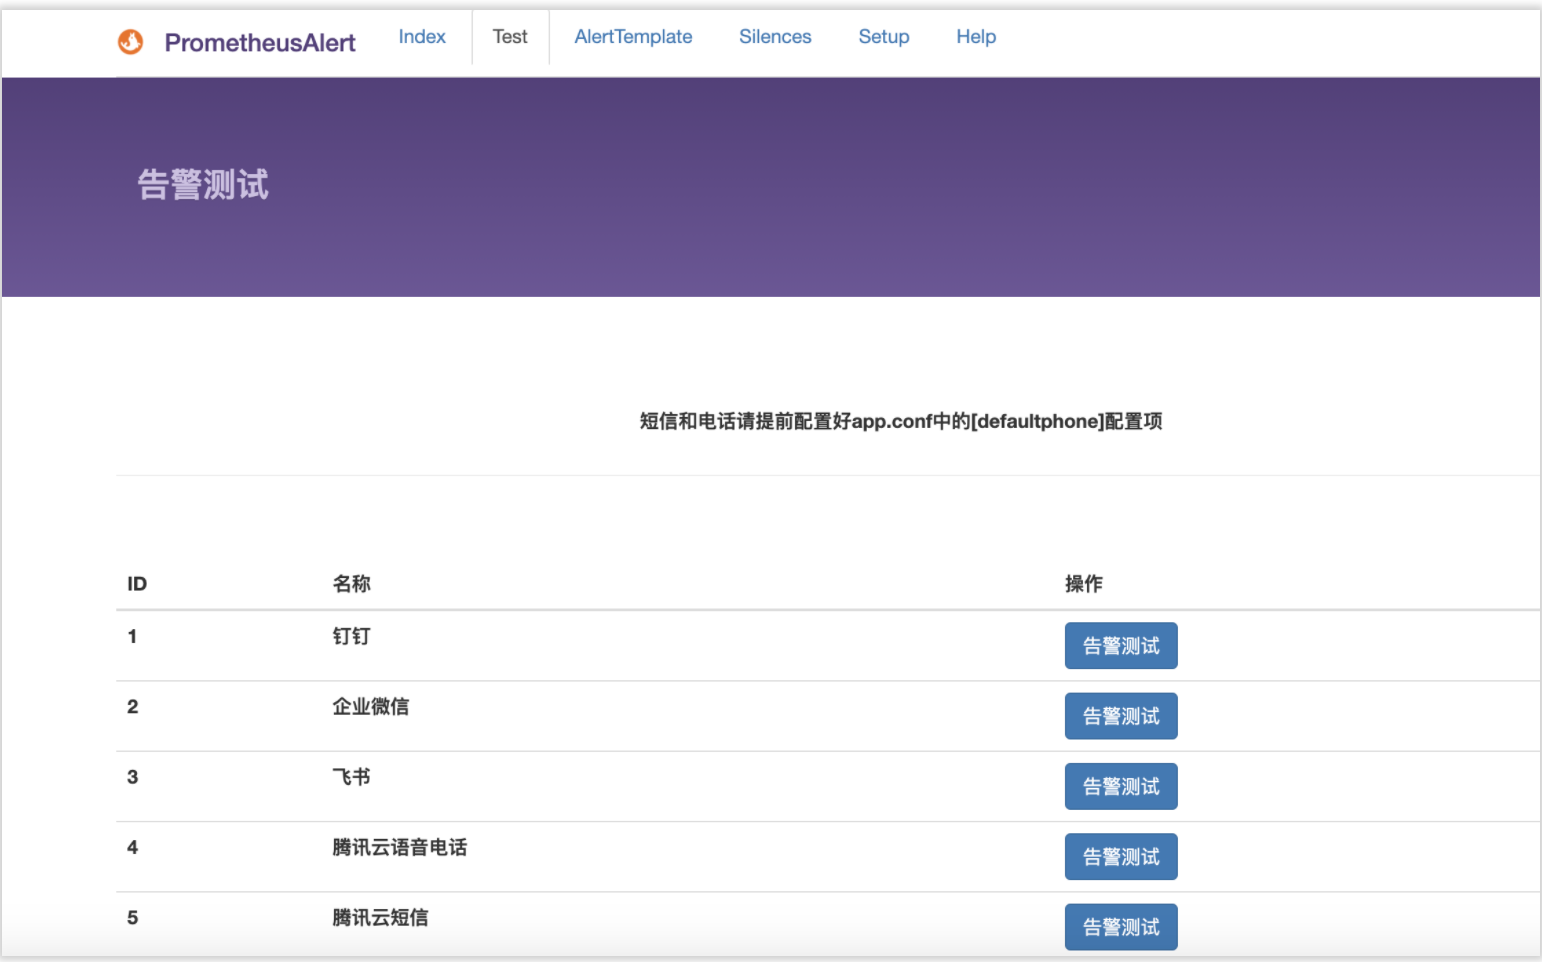 PrometheusAlert Index Test AlertTemplate Silences Setup Help
告警测试
短信和电话请提前配置好app.conf中的[defaultphone]配置项
ID 名称 操作
1 钉钉 告警测试
2 企业微信 告警测试
3 飞书 告警测试
4 腾讯云语音电话 告警测试
5 腾讯云短信 告警测试